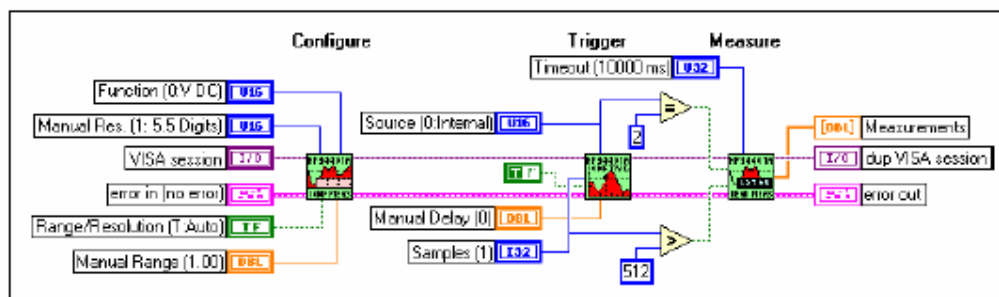 Configure
Trigger
Measure
Timeout (10000 ms)
U32
Function (0:V DC)
U16
Manual Res. (1: 5.5 Digits)
U16
Source (0:Internal)
U16
=
2
[DBL]
Measurements
VISA session
I/O
I/O
dup VISA session
error in (no error)
T F
error out
Range/Resolution (T:Auto)
TF
Manual Delay (0)
DBL
Manual Range (1.00)
DBL
Samples (1)
I32
>
512